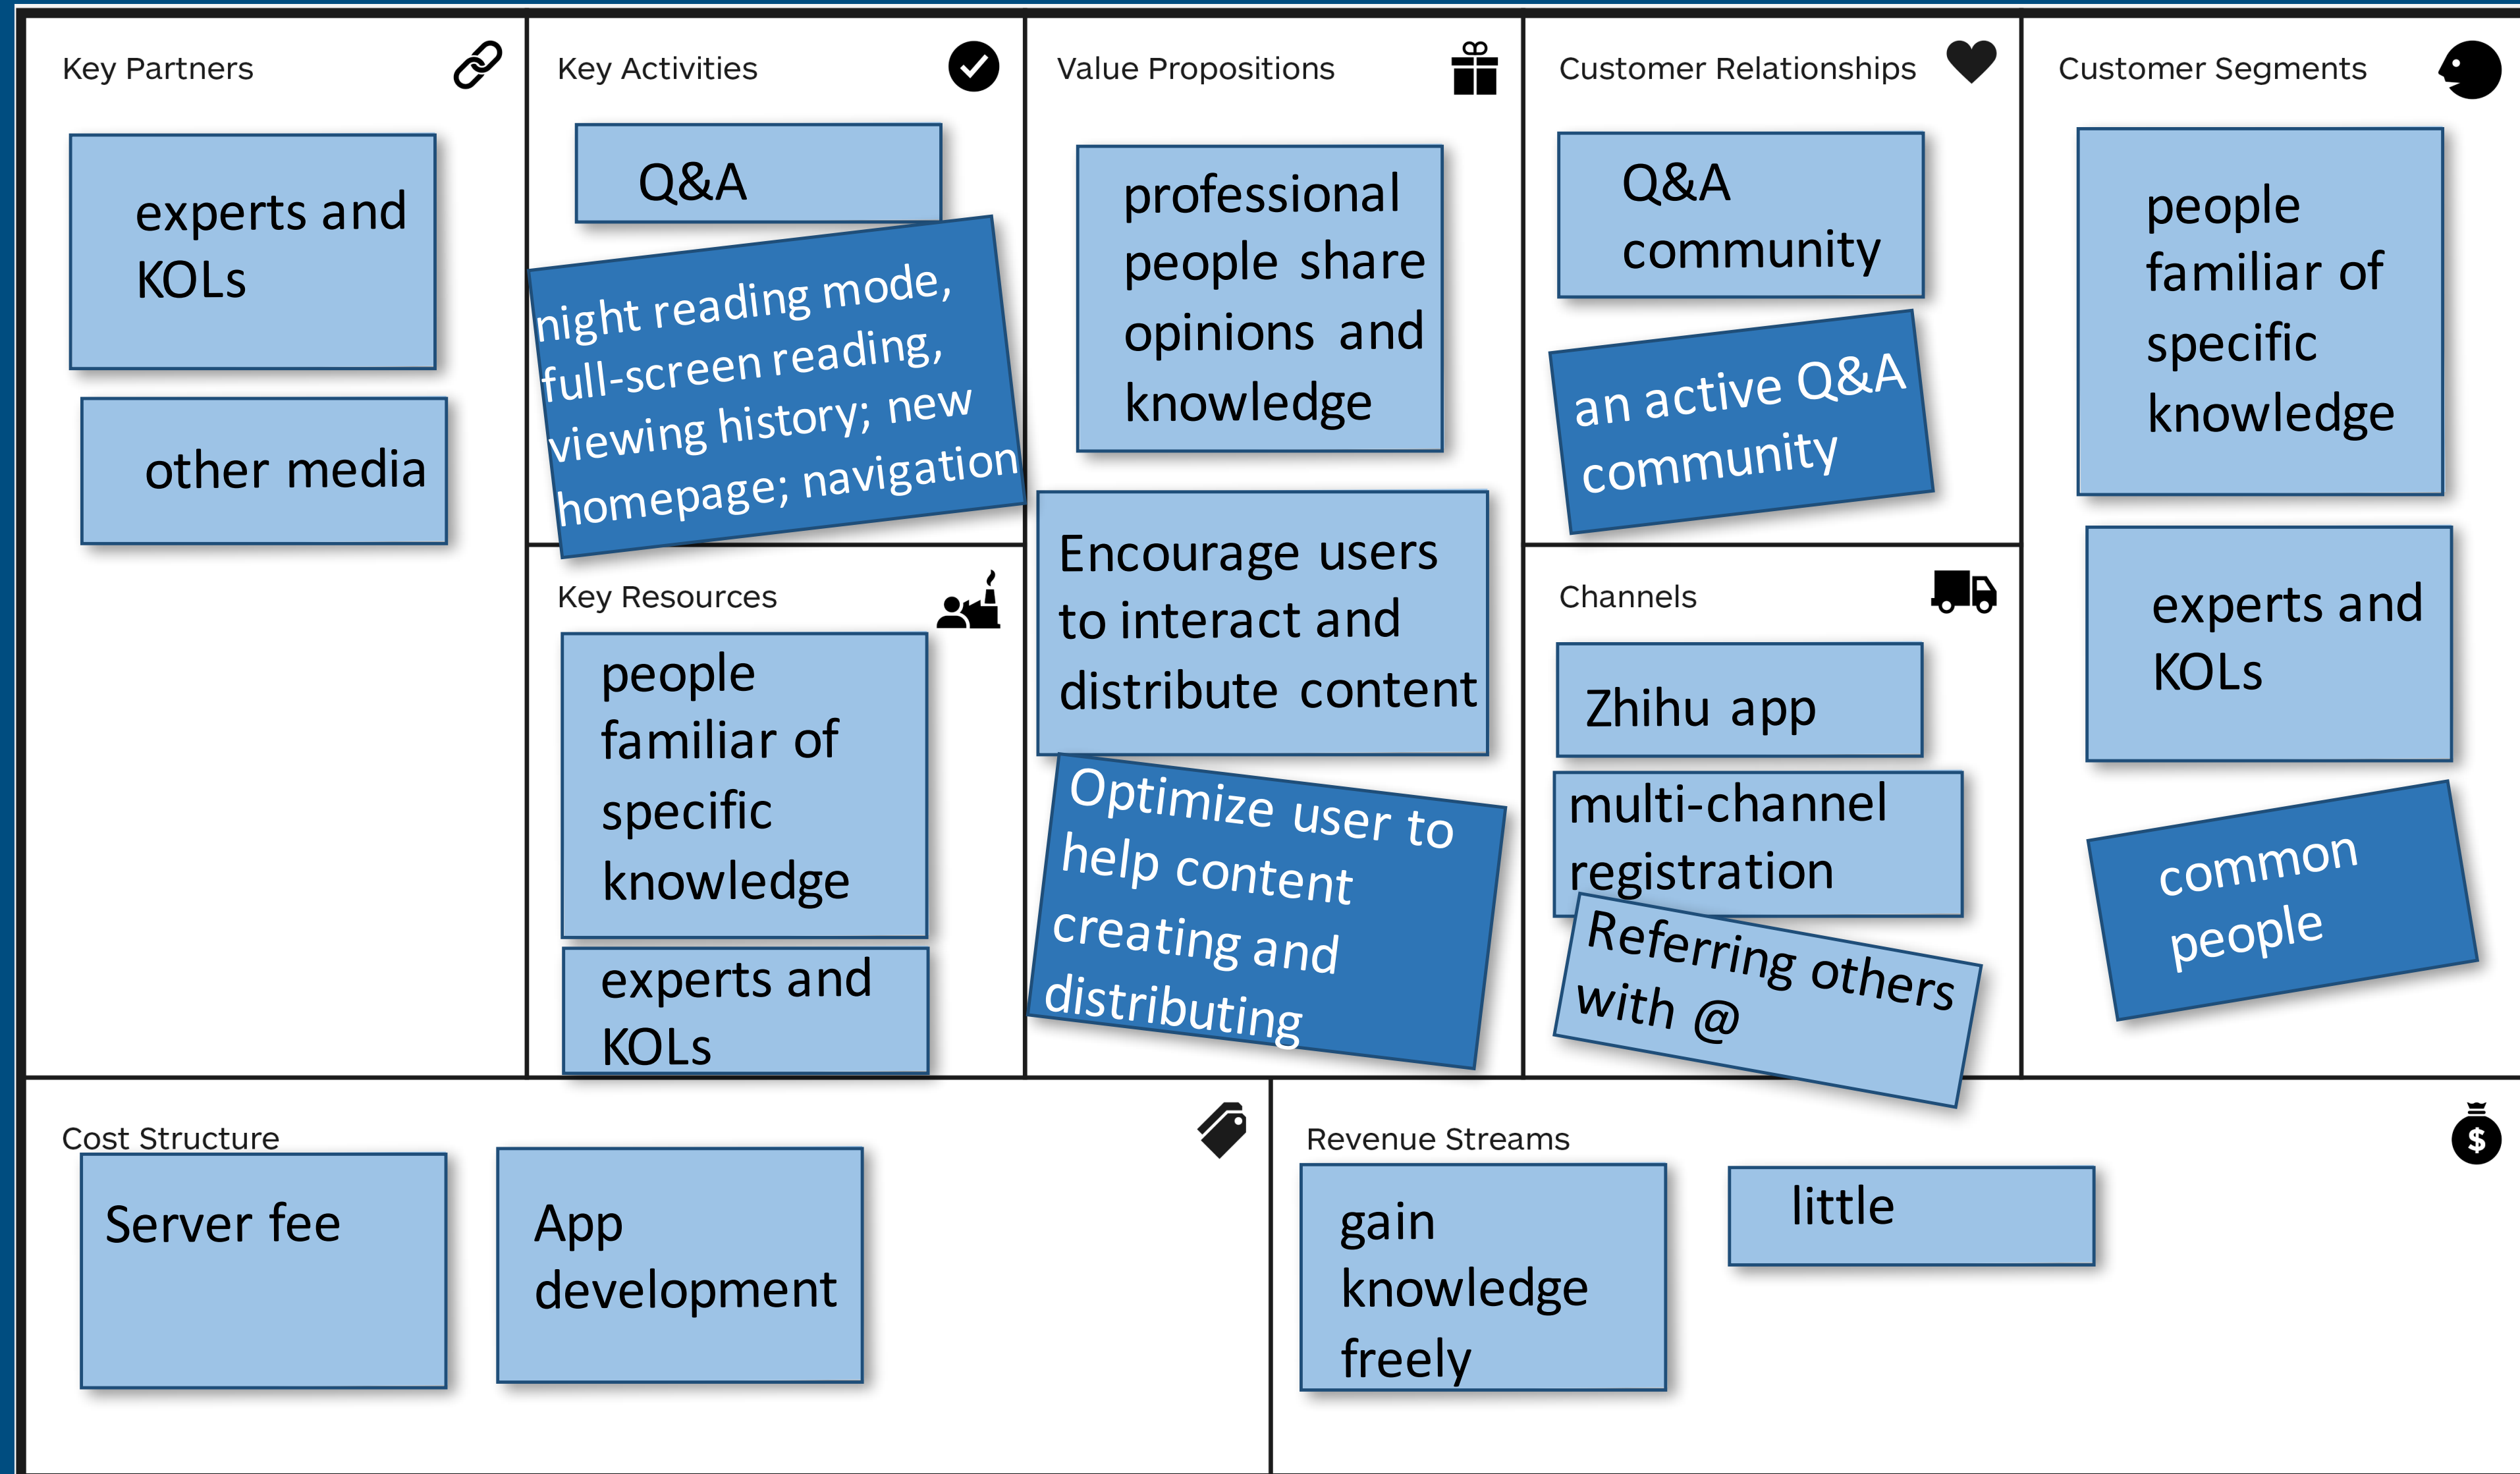 Key Partners
experts and
KOLs
other media
Key Activities
Q&A
night reading mode,
full-screen reading,
viewing history; new
homepage; navigation
Key Resources
people
familiar of
specific
knowledge
experts and
KOLs
Value Propositions
professional
people share
opinions and
knowledge
Encourage users
to interact and
distribute content
Optimize user to
help content
creating and
distributing
Customer Relationships
Q&A
community
an active Q&A
community
Channels
Zhihu app
multi-channel
registration
Referring others
with @
Customer Segments
people
familiar of
specific
knowledge
experts and
KOLs
common
people
Cost Structure
Server fee
App
development
Revenue Streams
gain
knowledge
freely
little
$